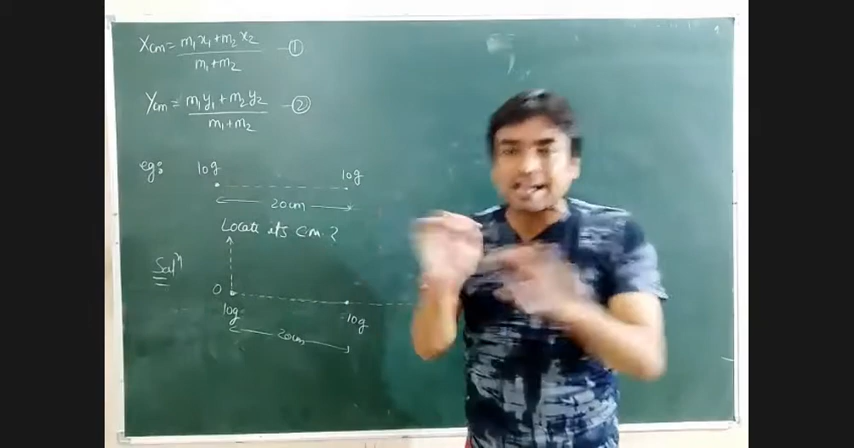 Xcm = m₁x₁+m₂x₂ / m₁+m₂ —①
Ycm = m₁y₁+m₂y₂ / m₁+m₂ —②
eg:
10g 10g
20cm
Locate its C.M. ?
Solⁿ
O
10g 10g
20cm